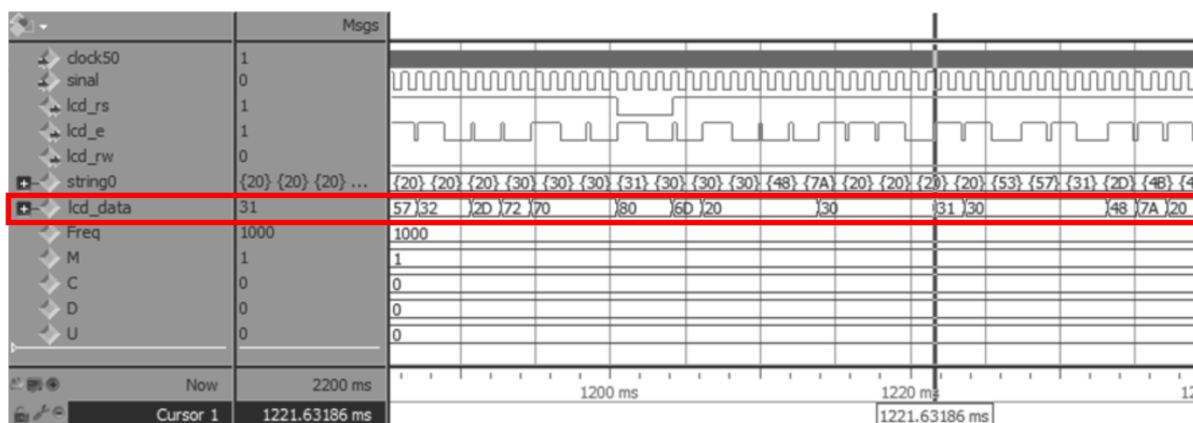 Msgs
clock50 1
sinal 0
lcd_rs 1
lcd_e 1
lcd_rw 0
string0 {20} {20} {20} ... {20} {20} {20} {30} {30} {30} {31} {30} {30} {30} {48} {7A} {20} {20} {20} {20} {53} {57} {31} {2D} {4B} {4
lcd_data 31 57 32 2D 72 70 80 6D 20 30 31 30 48 7A 20
Freq 1000 1000
M 1 1
C 0 0
D 0 0
U 0 0
Now 2200 ms 1200 ms 1220 ms 12
Cursor 1 1221.63186 ms 1221.63186 ms